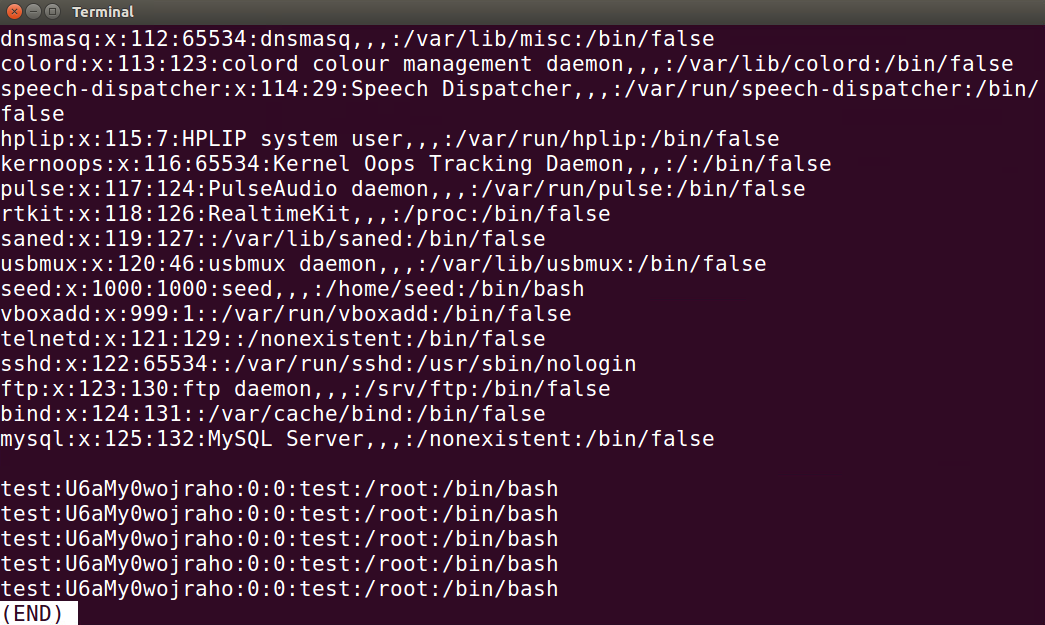 Terminal
dnsmasq:x:112:65534:dnsmasq,,,:/var/lib/misc:/bin/false
colord:x:113:123:colord colour management daemon,,,:/var/lib/colord:/bin/false
speech-dispatcher:x:114:29:Speech Dispatcher,,,:/var/run/speech-dispatcher:/bin/
false
hplip:x:115:7:HPLIP system user,,,:/var/run/hplip:/bin/false
kernoops:x:116:65534:Kernel Oops Tracking Daemon,,,:/:/bin/false
pulse:x:117:124:PulseAudio daemon,,,:/var/run/pulse:/bin/false
rtkit:x:118:126:RealtimeKit,,,:/proc:/bin/false
saned:x:119:127::/var/lib/saned:/bin/false
usbmux:x:120:46:usbmux daemon,,,:/var/lib/usbmux:/bin/false
seed:x:1000:1000:seed,,,:/home/seed:/bin/bash
vboxadd:x:999:1::/var/run/vboxadd:/bin/false
telnetd:x:121:129::/nonexistent:/bin/false
sshd:x:122:65534::/var/run/sshd:/usr/sbin/nologin
ftp:x:123:130:ftp daemon,,,:/srv/ftp:/bin/false
bind:x:124:131::/var/cache/bind:/bin/false
mysql:x:125:132:MySQL Server,,,:/nonexistent:/bin/false

test:U6aMy0wojraho:0:0:test:/root:/bin/bash
test:U6aMy0wojraho:0:0:test:/root:/bin/bash
test:U6aMy0wojraho:0:0:test:/root:/bin/bash
test:U6aMy0wojraho:0:0:test:/root:/bin/bash
test:U6aMy0wojraho:0:0:test:/root:/bin/bash
(END)